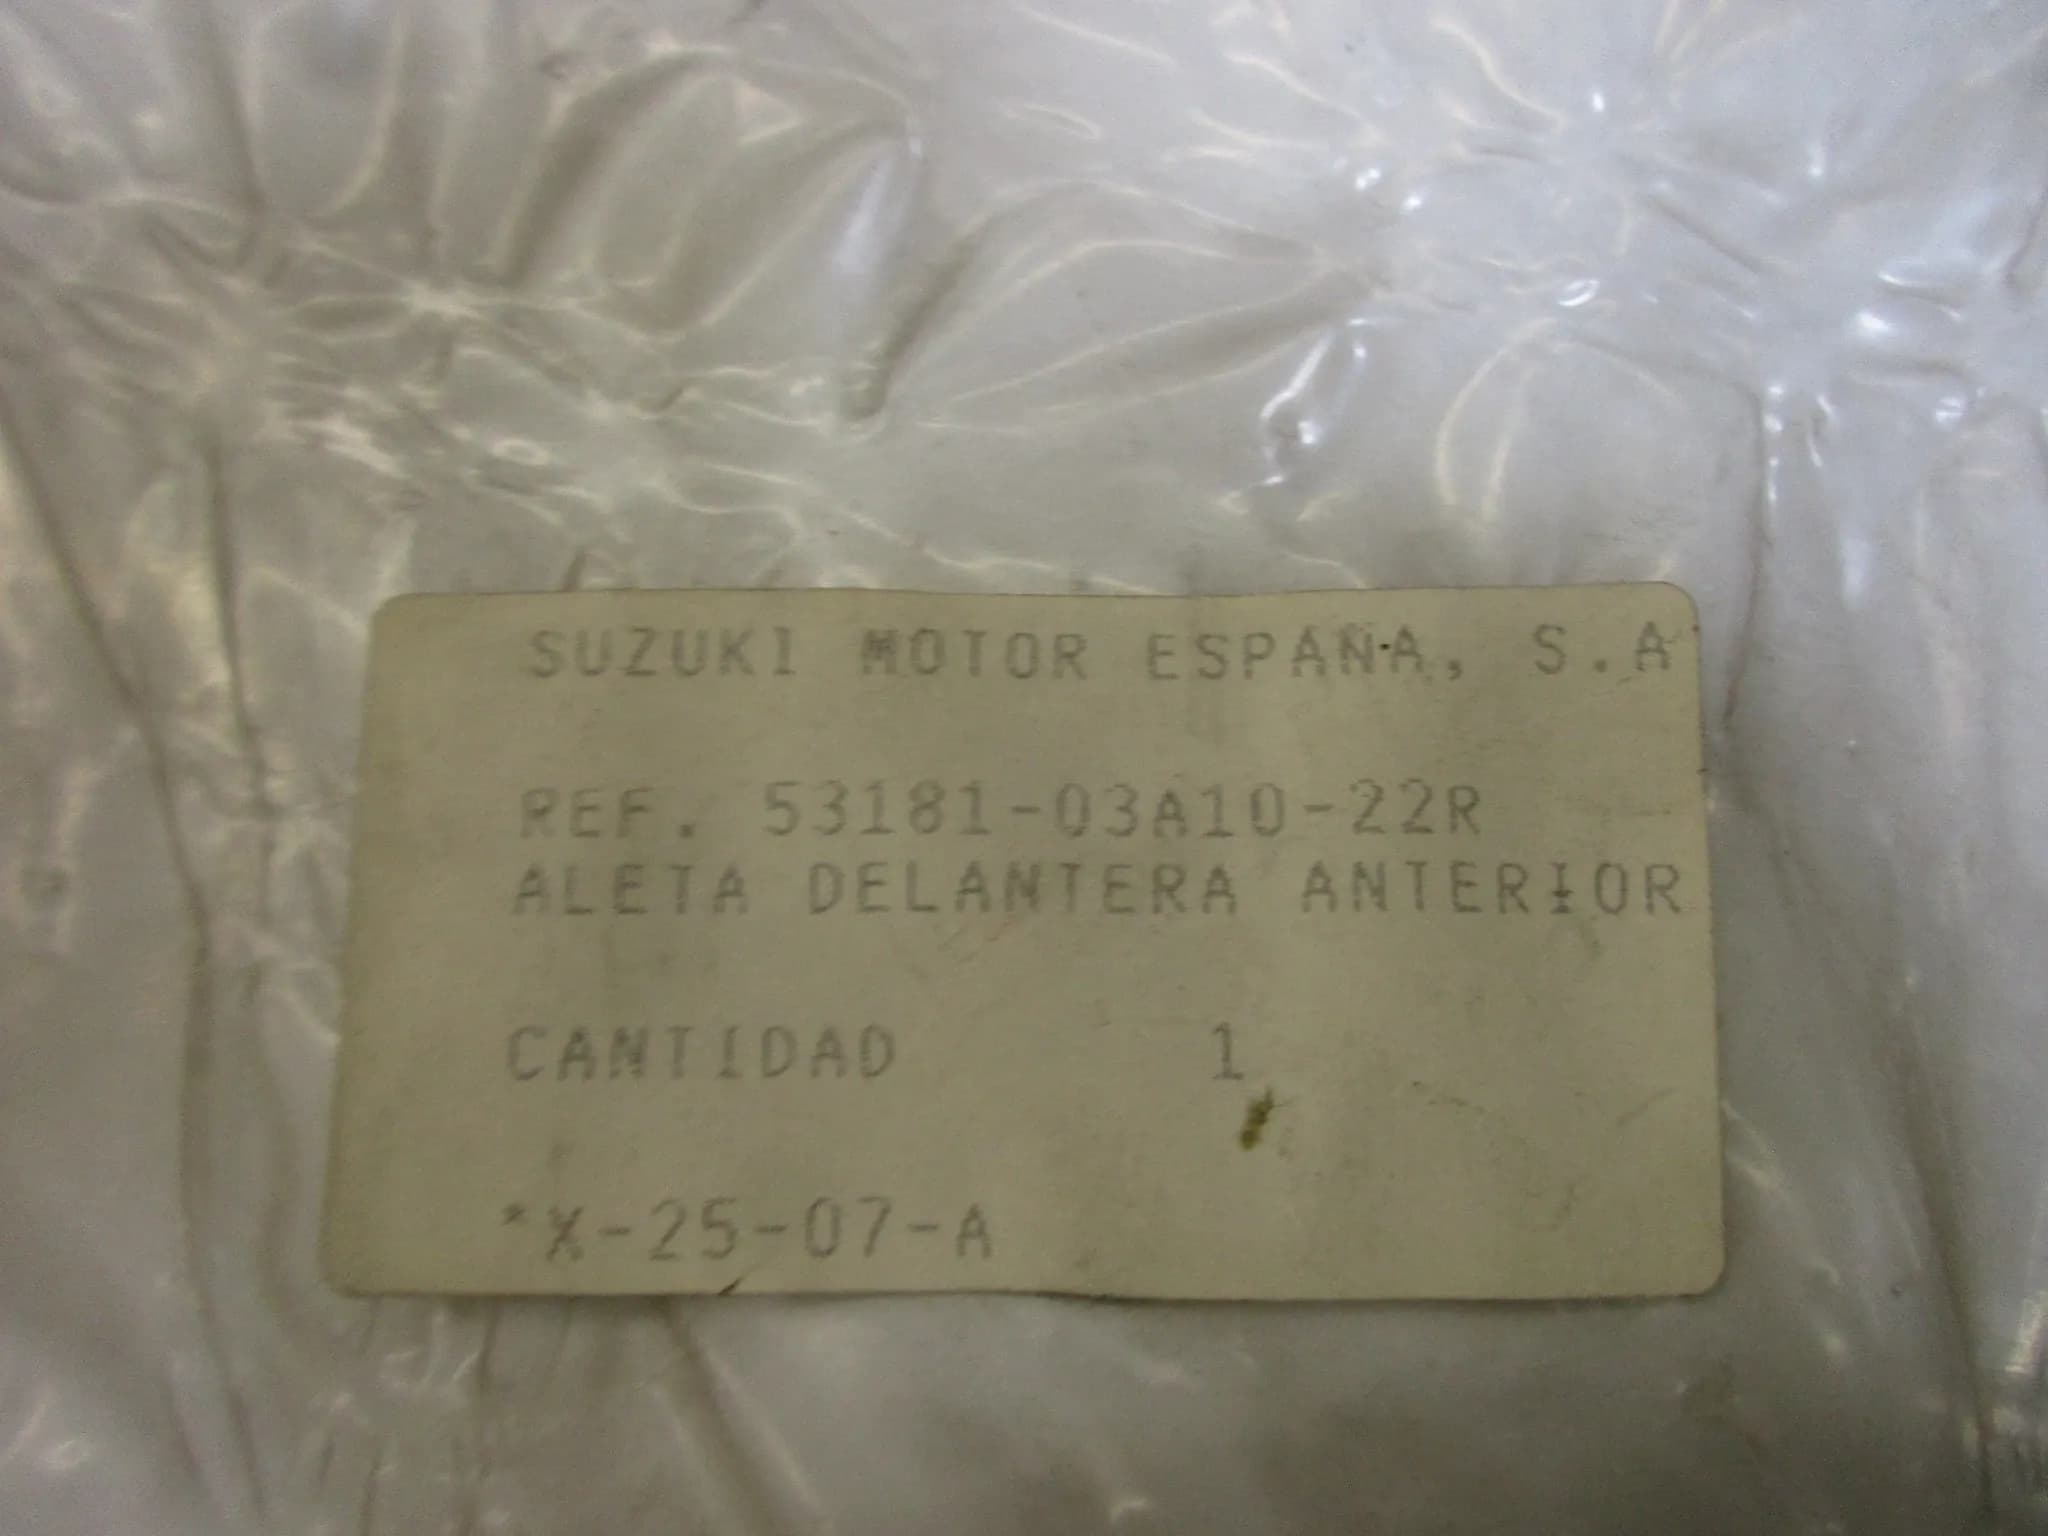 SUZUKI MOTOR ESPAÑA, S.A
REF. 53181-03A10-22R
ALETA DELANTERA ANTERIOR
CANTIDAD 1
*X-25-07-A